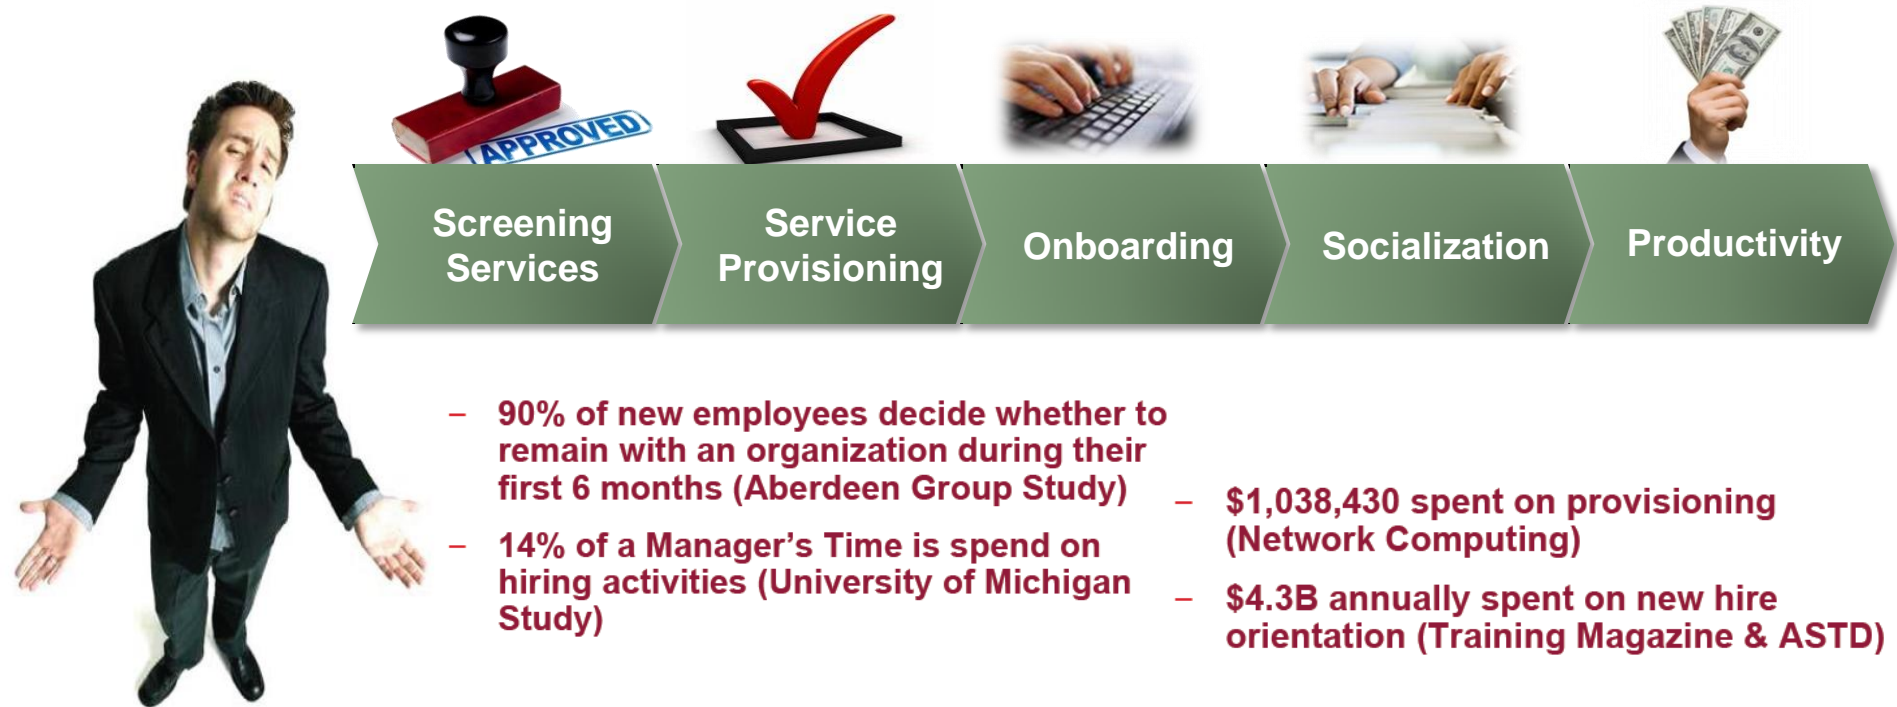 APPROVED
Screening
Services
Service
Provisioning
Onboarding
Socialization
Productivity
– 90% of new employees decide whether to
remain with an organization during their
first 6 months (Aberdeen Group Study)
– 14% of a Manager’s Time is spend on
hiring activities (University of Michigan
Study)
– $1,038,430 spent on provisioning
(Network Computing)
– $4.3B annually spent on new hire
orientation (Training Magazine & ASTD)